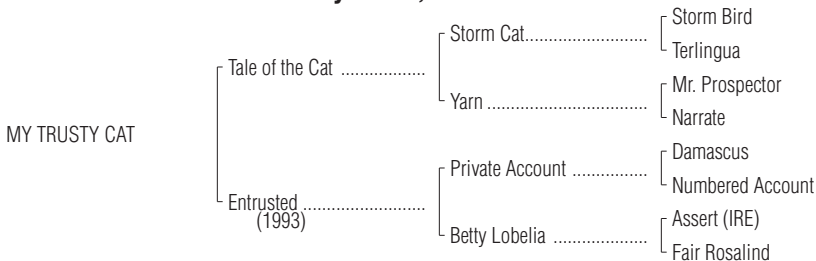 Storm Bird
Storm Cat........................
Terlingua
Tale of the Cat ..................
Mr. Prospector
Yarn ................................
Narrate
MY TRUSTY CAT
Damascus
Private Account ...............
Numbered Account
Entrusted .........................
(1993)
Assert (IRE)
Betty Lobelia ...................
Fair Rosalind